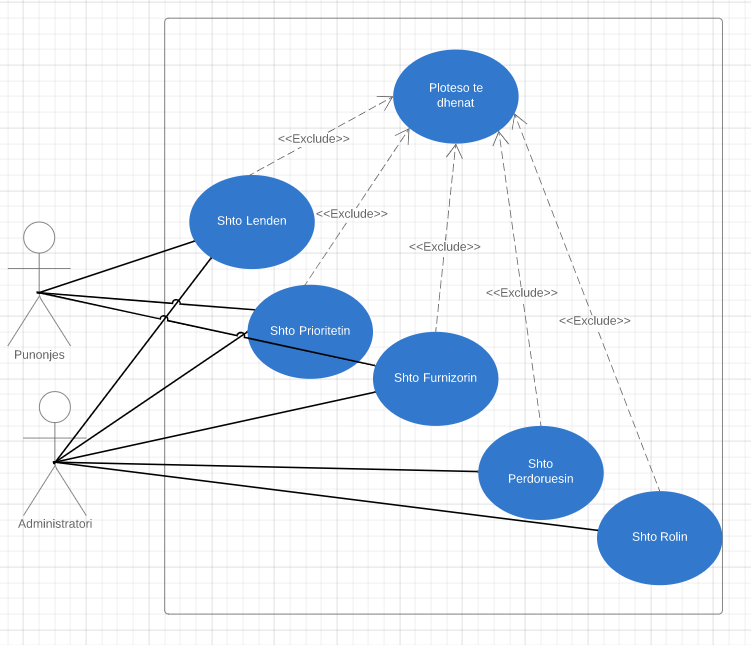 Ploteso te
dhenat
<<Exclude>>
Shto Lenden
<<Exclude>>
<<Exclude>>
<<Exclude>>
<<Exclude>>
Shto Prioritetin
Punonjes
Shto Furnizorin
Shto
Perdoruesin
Administratori
Shto Rolin